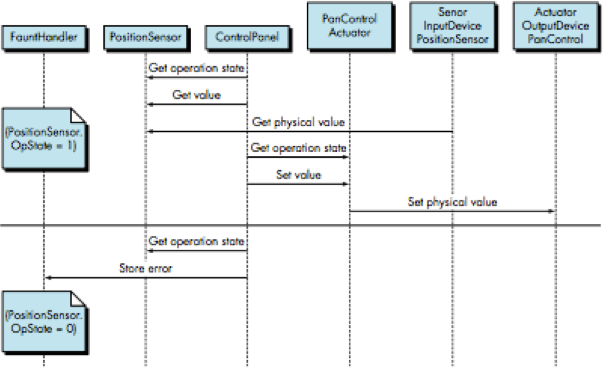 FauntHandler
PositionSensor
ControlPanel
PanControl
Actuator
Senor
InputDevice
PositionSensor
Actuator
OutputDevice
PanControl
Get operation state
Get value
Get physical value
(PositionSensor.
OpState = 1)
Get operation state
Set value
Set physical value
Get operation state
Store error
(PositionSensor.
OpState = 0)